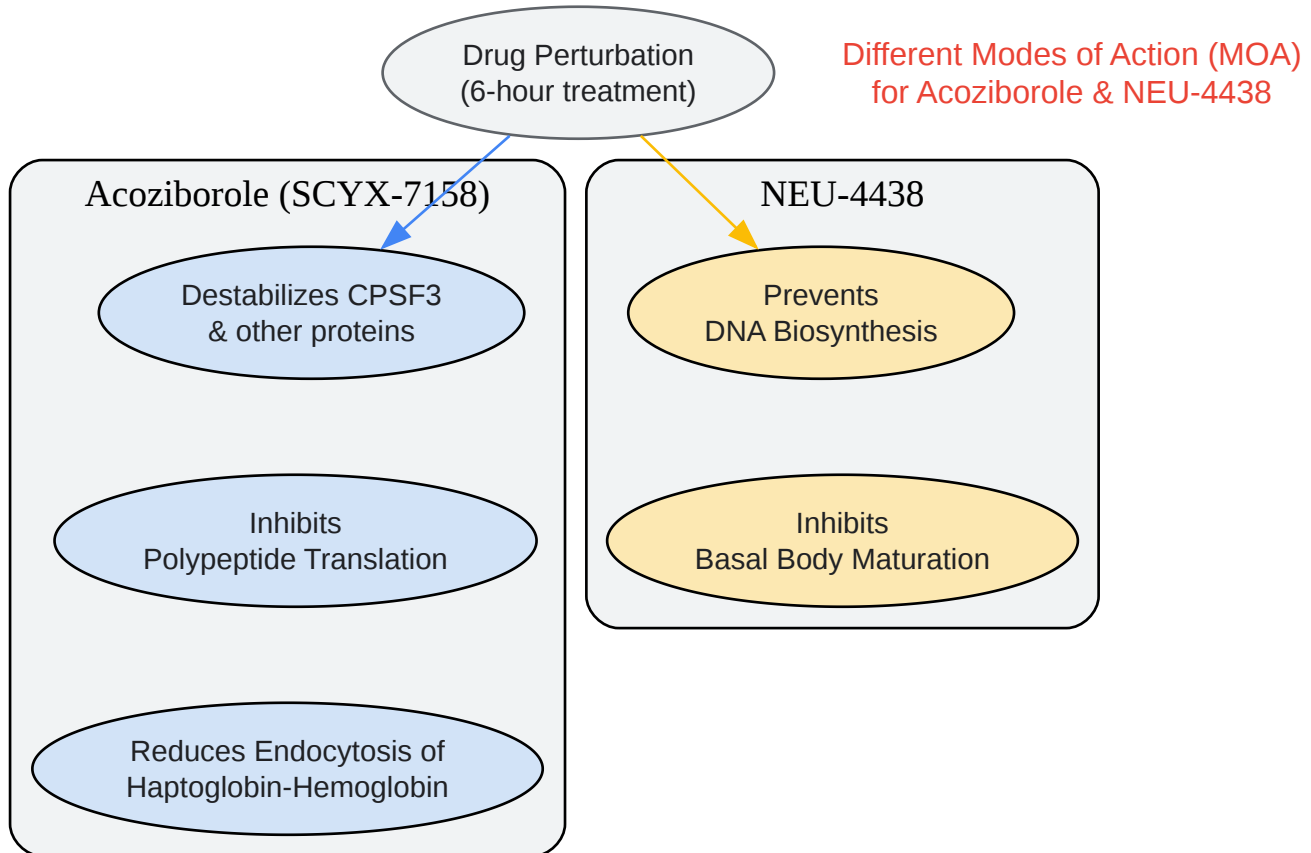 Drug Perturbation
(6-hour treatment)
Different Modes of Action (MOA)
for Acoziborole & NEU-4438
Acoziborole (SCYX-7158)
NEU-4438
Destabilizes CPSF3
& other proteins
Prevents
DNA Biosynthesis
Inhibits
Polypeptide Translation
Inhibits
Basal Body Maturation
Reduces Endocytosis of
Haptoglobin-Hemoglobin